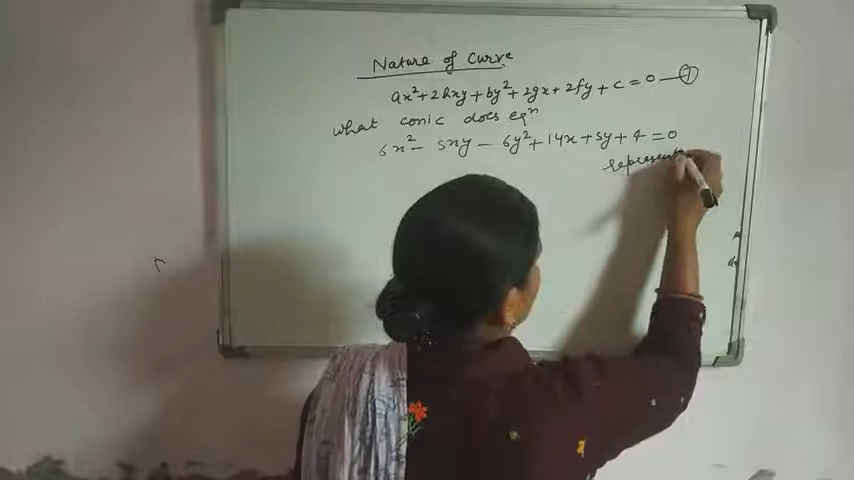 Nature of Curve
ax² + 2hxy + by² + 2gx + 2fy + c = 0 — ①
what conic does eqⁿ
6x² - 5xy - 6y² + 14x + 5y + 4 = 0
represents